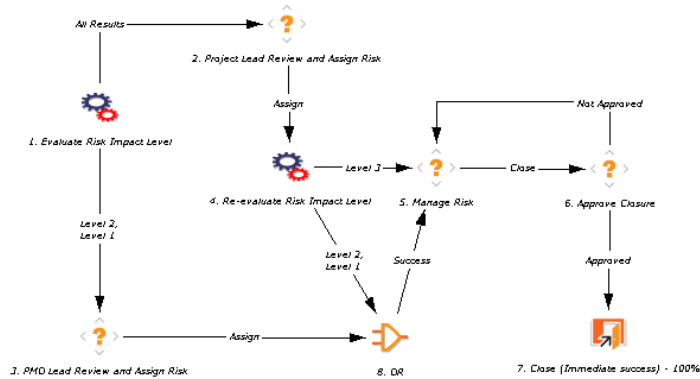 All Results
?
2. Project Lead Review and Assign Risk
Assign
Not Approved
1. Evaluate Risk Impact Level
Level 3
?
Close
?
4. Re-evaluate Risk Impact Level
5. Manage Risk
6. Approve Closure
Level 2,
Level 1
Level 2,
Level 1
Success
Approved
?
Assign
3. PMO Lead Review and Assign Risk
8. OR
7. Close (Immediate success) - 100%